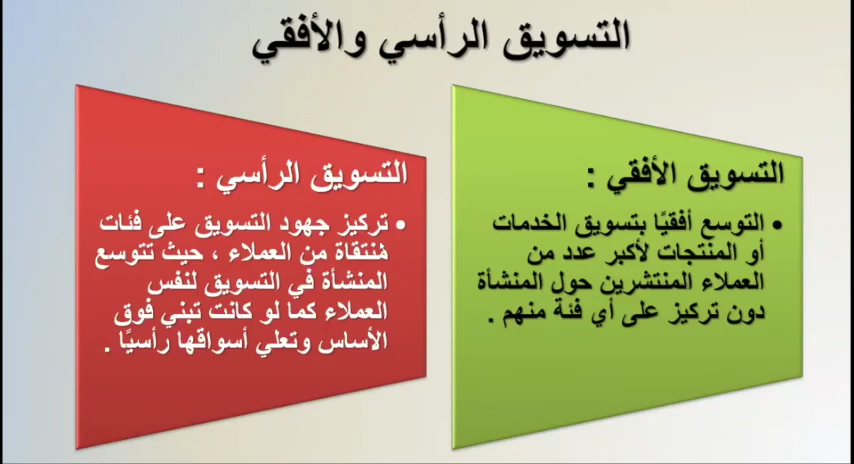 التسويق الرأسي والأفقي
التسويق الأفقي :
• التوسع أفقيًا بتسويق الخدمات
أو المنتجات لأكبر عدد من
العملاء المنتشرين حول المنشأة
دون تركيز على أي فئة منهم .
التسويق الرأسي :
• تركيز جهود التسويق على فئات
مُنتقاة من العملاء ، حيث تتوسع
المنشأة في التسويق لنفس
العملاء كما لو كانت تبني فوق
الأساس وتعلي أسواقها رأسيًا .